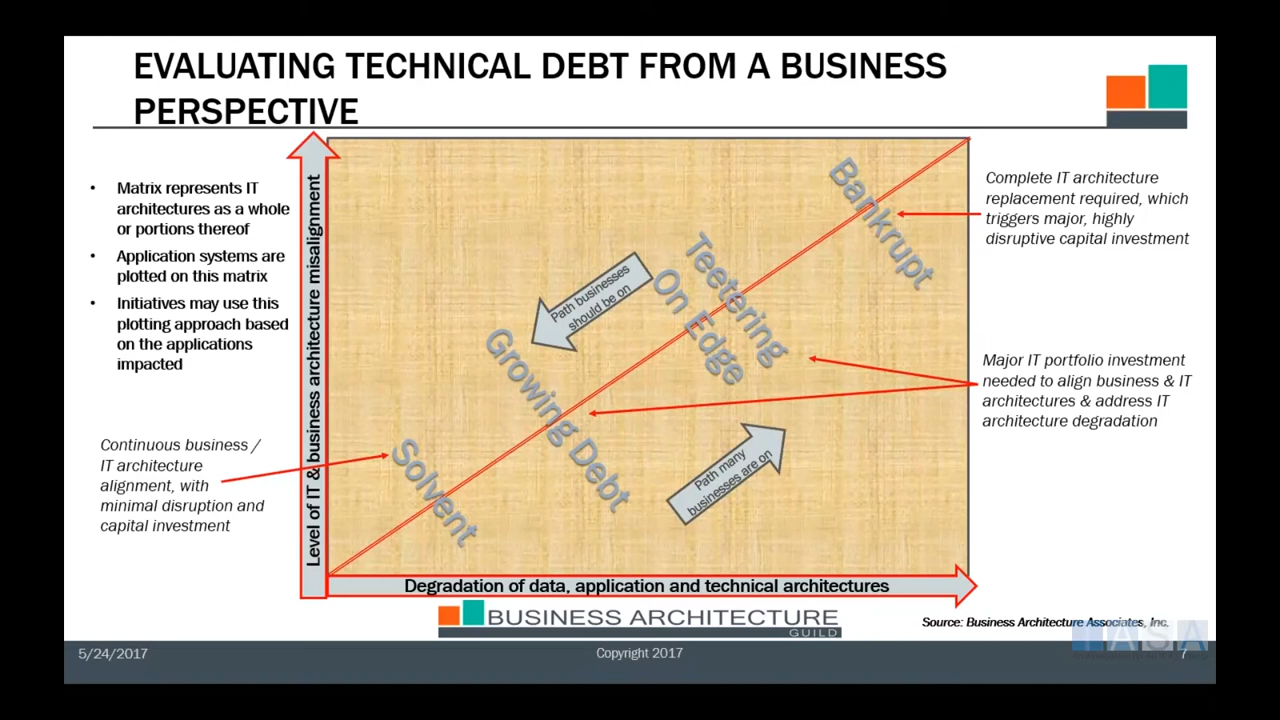 EVALUATING TECHNICAL DEBT FROM A BUSINESS
PERSPECTIVE
• Matrix represents IT
architectures as a whole
or portions thereof
• Application systems are
plotted on this matrix
• Initiatives may use this
plotting approach based
on the applications
impacted
Continuous business /
IT architecture
alignment, with
minimal disruption and
capital investment
Level of IT & business architecture misalignment
Bankrupt
Teetering
On Edge
Path businesses
should be on
Growing Debt
Solvent
Path many
businesses are on
Complete IT architecture
replacement required, which
triggers major, highly
disruptive capital investment
Major IT portfolio investment
needed to align business & IT
architectures & address IT
architecture degradation
Degradation of data, application and technical architectures
BUSINESS ARCHITECTURE
GUILD
Source: Business Architecture Associates, Inc.
IASA
5/24/2017
Copyright 2017
7